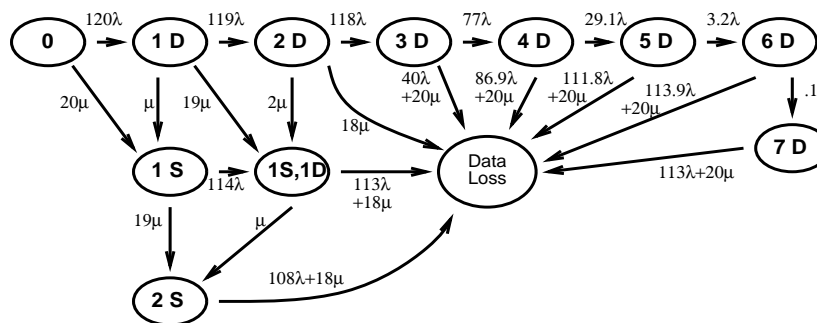 120λ 119λ 118λ 77λ 29.1λ 3.2λ
0 1 D 2 D 3 D 4 D 5 D 6 D
20μ μ 19μ 2μ 18μ
40λ +20μ
86.9λ +20μ
111.8λ +20μ
113.9λ +20μ
.1
1 S 114λ 1S,1D
113λ +18μ
Data Loss
7 D
113λ+20μ
19μ μ
2 S
108λ+18μ